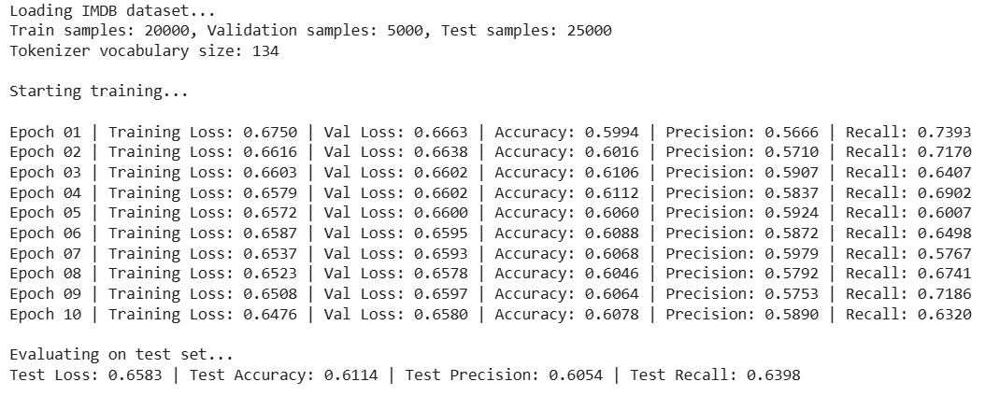 Loading IMDB dataset...
Train samples: 20000, Validation samples: 5000, Test samples: 25000
Tokenizer vocabulary size: 134
Starting training...
Epoch 01 | Training Loss: 0.6750 | Val Loss: 0.6663 | Accuracy: 0.5994 | Precision: 0.5666 | Recall: 0.7393
Epoch 02 | Training Loss: 0.6616 | Val Loss: 0.6638 | Accuracy: 0.6016 | Precision: 0.5710 | Recall: 0.7170
Epoch 03 | Training Loss: 0.6603 | Val Loss: 0.6602 | Accuracy: 0.6106 | Precision: 0.5907 | Recall: 0.6407
Epoch 04 | Training Loss: 0.6579 | Val Loss: 0.6602 | Accuracy: 0.6112 | Precision: 0.5837 | Recall: 0.6902
Epoch 05 | Training Loss: 0.6572 | Val Loss: 0.6600 | Accuracy: 0.6060 | Precision: 0.5924 | Recall: 0.6007
Epoch 06 | Training Loss: 0.6587 | Val Loss: 0.6595 | Accuracy: 0.6088 | Precision: 0.5872 | Recall: 0.6498
Epoch 07 | Training Loss: 0.6537 | Val Loss: 0.6593 | Accuracy: 0.6068 | Precision: 0.5979 | Recall: 0.5767
Epoch 08 | Training Loss: 0.6523 | Val Loss: 0.6578 | Accuracy: 0.6046 | Precision: 0.5792 | Recall: 0.6741
Epoch 09 | Training Loss: 0.6508 | Val Loss: 0.6597 | Accuracy: 0.6064 | Precision: 0.5753 | Recall: 0.7186
Epoch 10 | Training Loss: 0.6476 | Val Loss: 0.6580 | Accuracy: 0.6078 | Precision: 0.5890 | Recall: 0.6320
Evaluating on test set...
Test Loss: 0.6583 | Test Accuracy: 0.6114 | Test Precision: 0.6054 | Test Recall: 0.6398